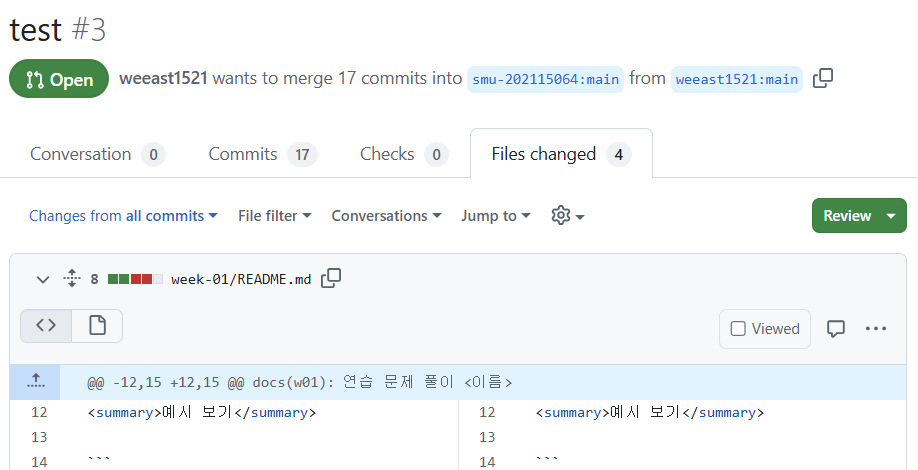 test #3
Open weeast1521 wants to merge 17 commits into smu-202115064:main from weeast1521:main
Conversation 0 Commits 17 Checks 0 Files changed 4
Changes from all commits File filter Conversations Jump to Review
8 week-01/README.md
Viewed
@@ -12,15 +12,15 @@ docs(w01): 연습 문제 풀이 <이름>
12 <summary>예시 보기</summary> 12 <summary>예시 보기</summary>
13 13
14 ``` 14 ```